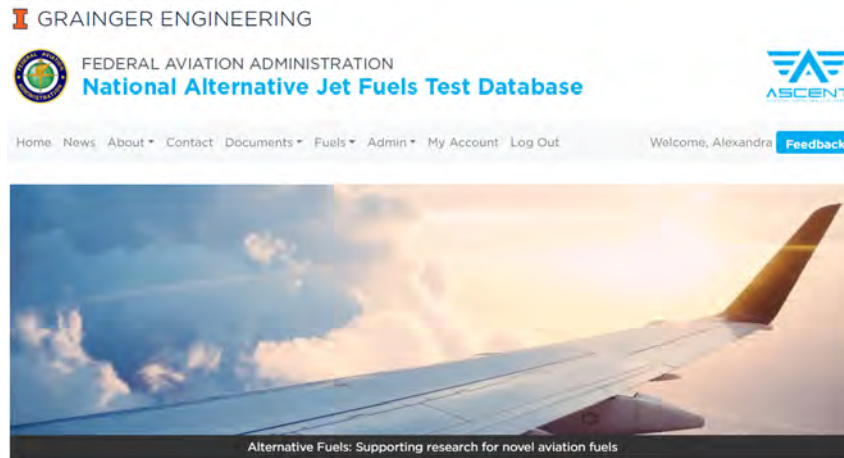 I GRAINGER ENGINEERING
FEDERAL AVIATION ADMINISTRATION
National Alternative Jet Fuels Test Database
ASCENT
Home News About Contact Documents Fuels Admin My Account Log Out Welcome, Alexandra Feedback
Alternative Fuels: Supporting research for novel aviation fuels